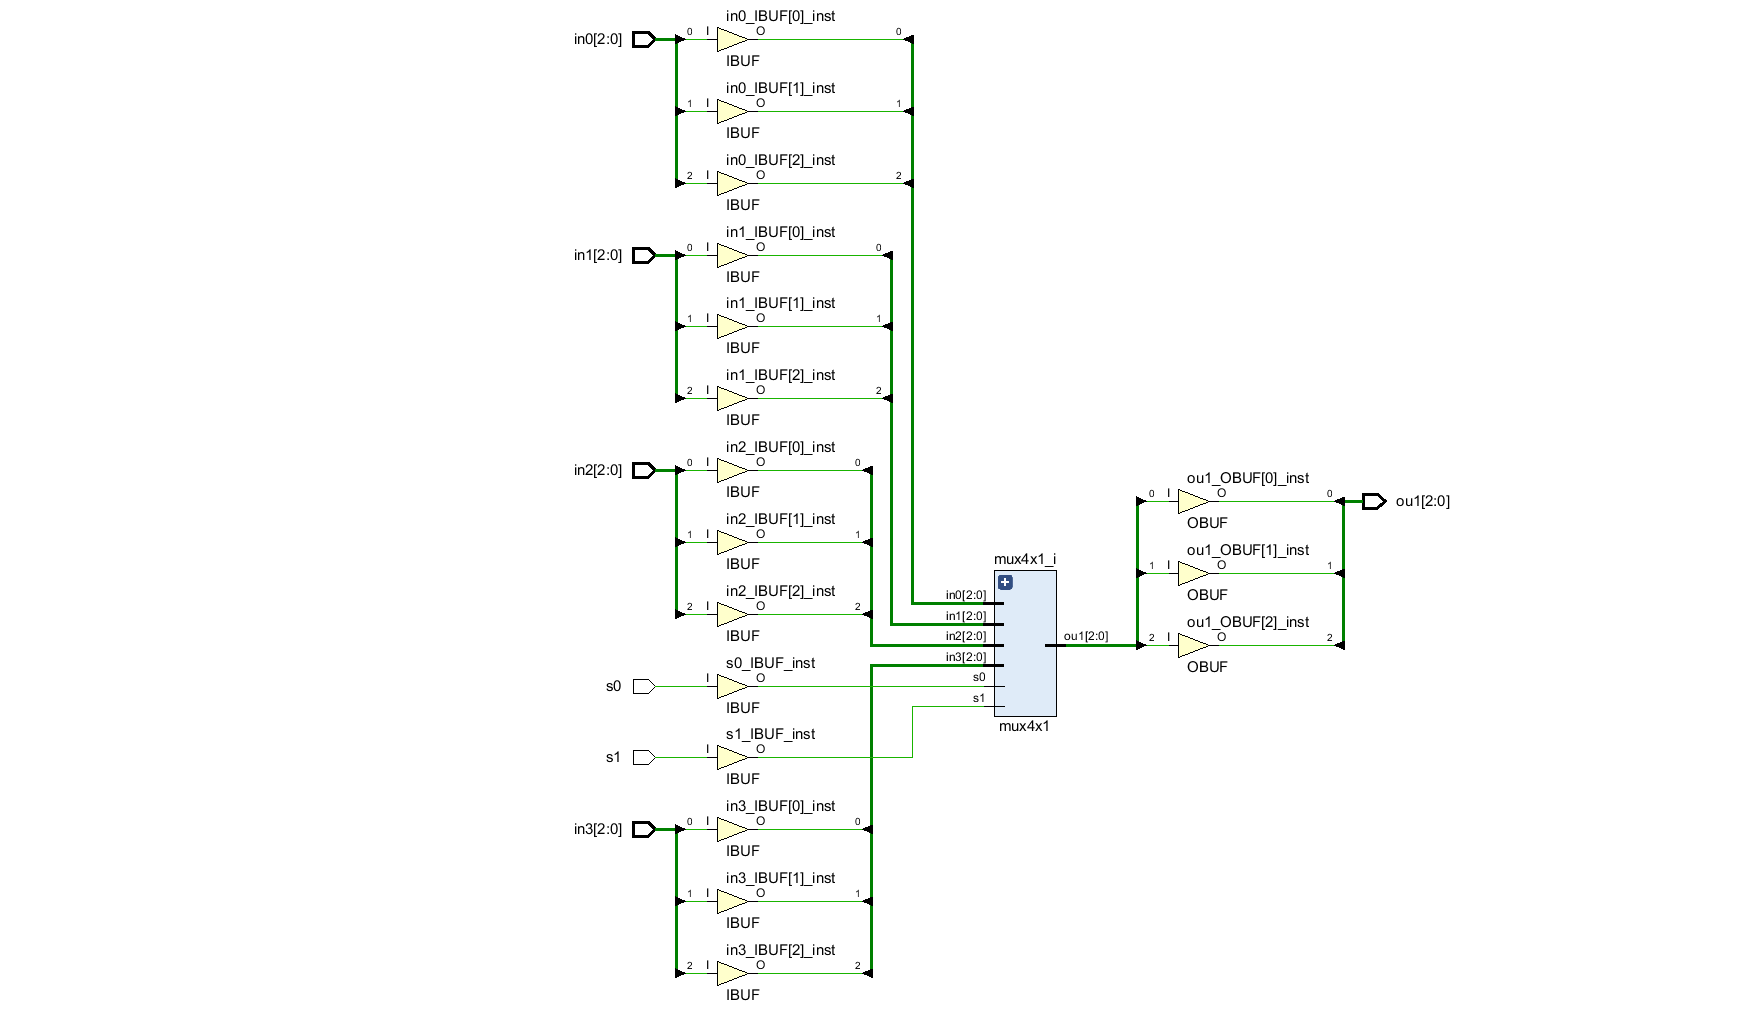 in0_IBUF[0]_inst
in0[2:0] 0 I O 0
IBUF
in0_IBUF[1]_inst
1 I O 1
IBUF
in0_IBUF[2]_inst
2 I O 2
IBUF
in1_IBUF[0]_inst
in1[2:0] 0 I O 0
IBUF
in1_IBUF[1]_inst
1 I O 1
IBUF
in1_IBUF[2]_inst
2 I O 2
IBUF
in2_IBUF[0]_inst
in2[2:0] 0 I O 0
IBUF
in2_IBUF[1]_inst
1 I O 1
IBUF
in2_IBUF[2]_inst
2 I O 2
IBUF
s0_IBUF_inst
s0 I O
IBUF
s1_IBUF_inst
s1 I O
IBUF
in3_IBUF[0]_inst
in3[2:0] 0 I O 0
IBUF
in3_IBUF[1]_inst
1 I O 1
IBUF
in3_IBUF[2]_inst
2 I O 2
IBUF
mux4x1_i
in0[2:0]
in1[2:0]
in2[2:0] ou1[2:0]
in3[2:0]
s0
s1
mux4x1
ou1_OBUF[0]_inst
0 I O 0 ou1[2:0]
OBUF
ou1_OBUF[1]_inst
1 I O 1
OBUF
ou1_OBUF[2]_inst
2 I O 2
OBUF